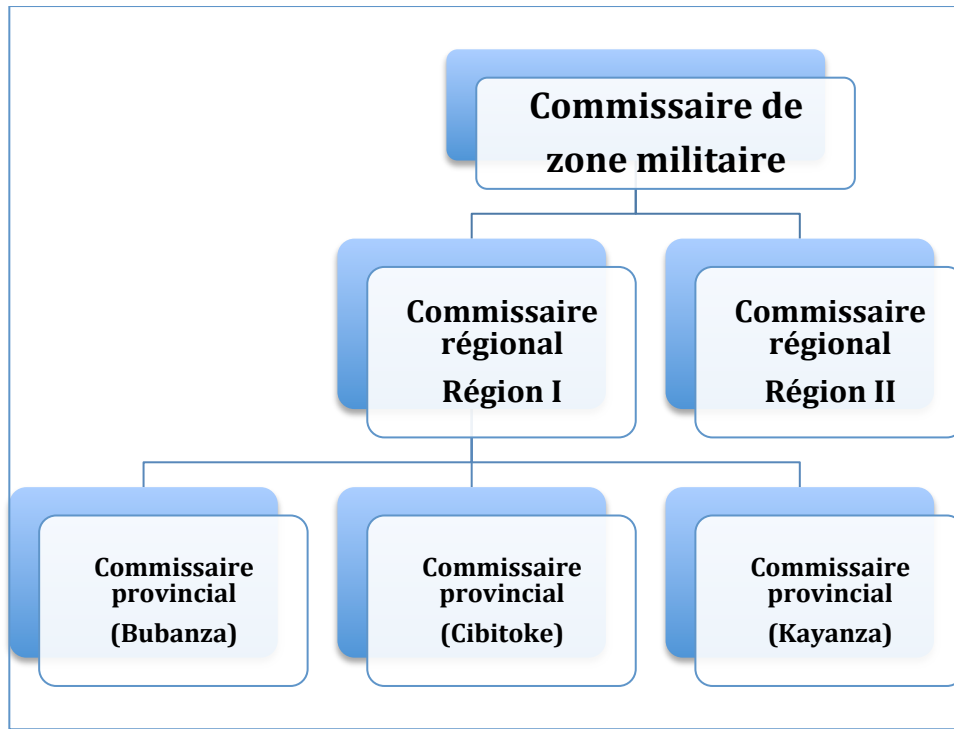 Commissaire de
zone militaire
Commissaire
régional
Région I
Commissaire
régional
Région II
Commissaire
provincial
(Bubanza)
Commissaire
provincial
(Cibitoke)
Commissaire
provincial
(Kayanza)